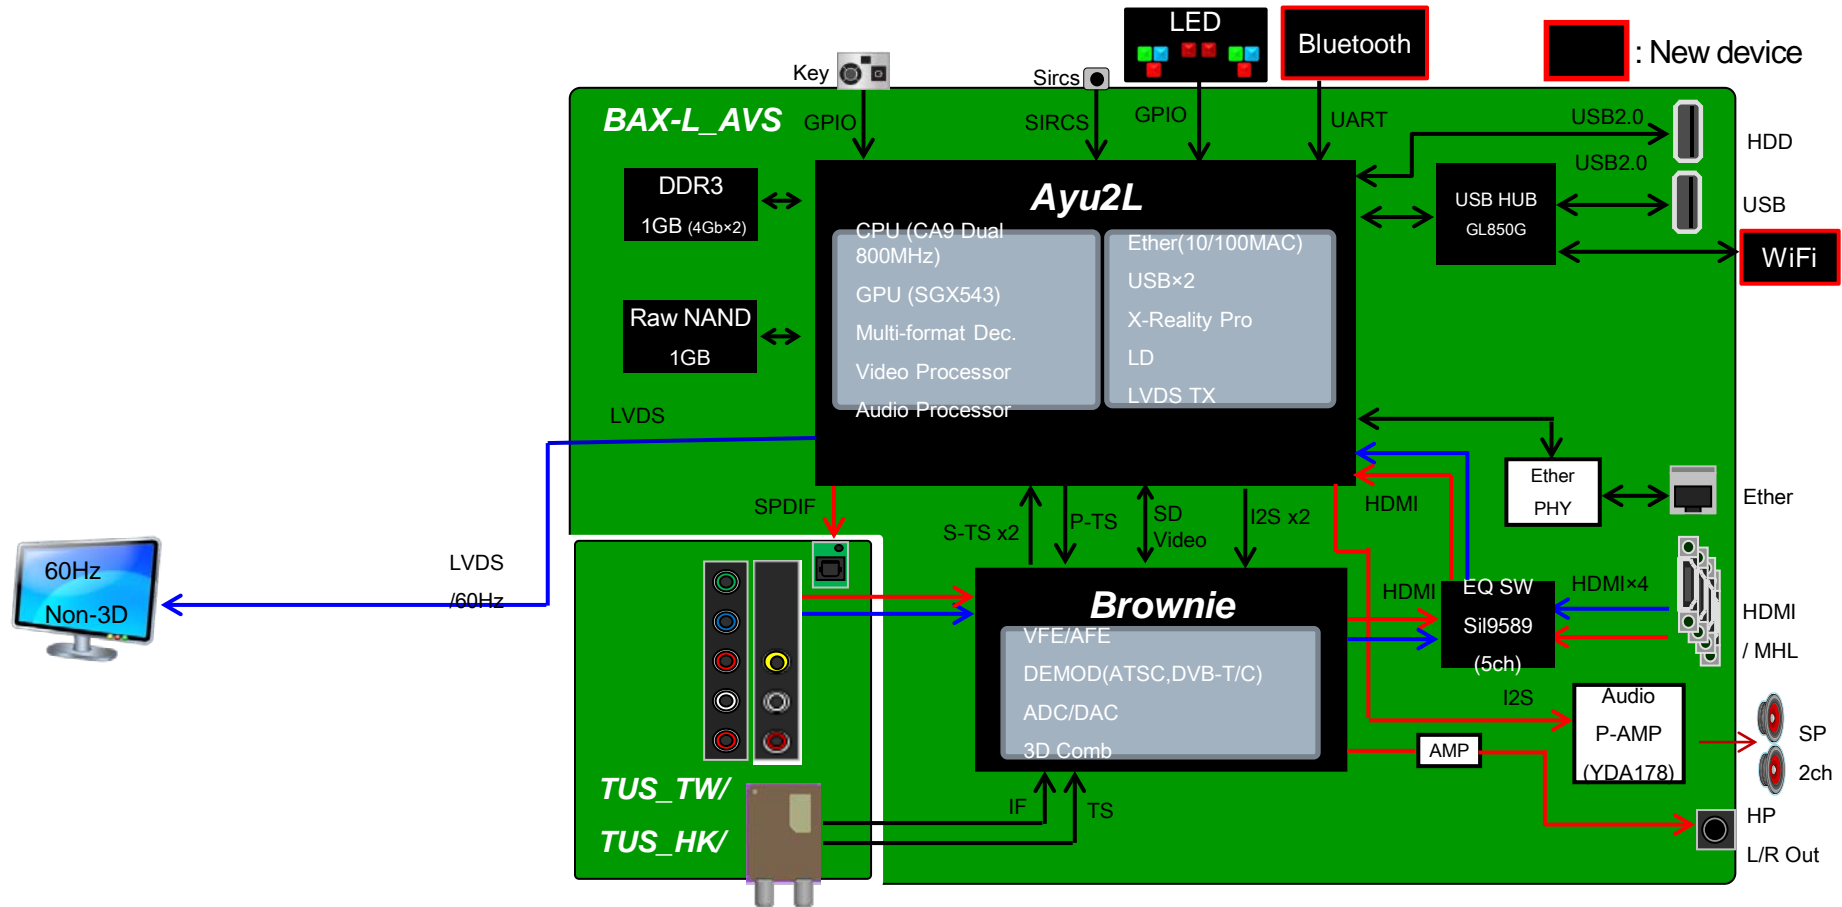 LED
Bluetooth
: New device
Key
Sircs
BAX-L_AVS
GPIO
SIRCS
GPIO
UART
USB2.0
HDD
USB2.0
DDR3
1GB (4Gb×2)
Ayu2L
USB HUB
GL850G
USB
WiFi
CPU (CA9 Dual
800MHz)
GPU (SGX543)
Multi-format Dec.
Video Processor
Audio Processor
Ether(10/100MAC)
USB×2
X-Reality Pro
LD
LVDS TX
Raw NAND
1GB
LVDS
Ether
PHY
Ether
SPDIF
S-TS x2
P-TS
SD
Video
I2S x2
HDMI
60Hz
Non-3D
LVDS
/60Hz
Brownie
VFE/AFE
DEMOD(ATSC,DVB-T/C)
ADC/DAC
3D Comb
HDMI
EQ SW
SiI9589
(5ch)
HDMI×4
HDMI
/ MHL
I2S
Audio
P-AMP
(YDA178)
SP
2ch
AMP
TUS_TW/
TUS_HK/
IF
TS
HP
L/R Out